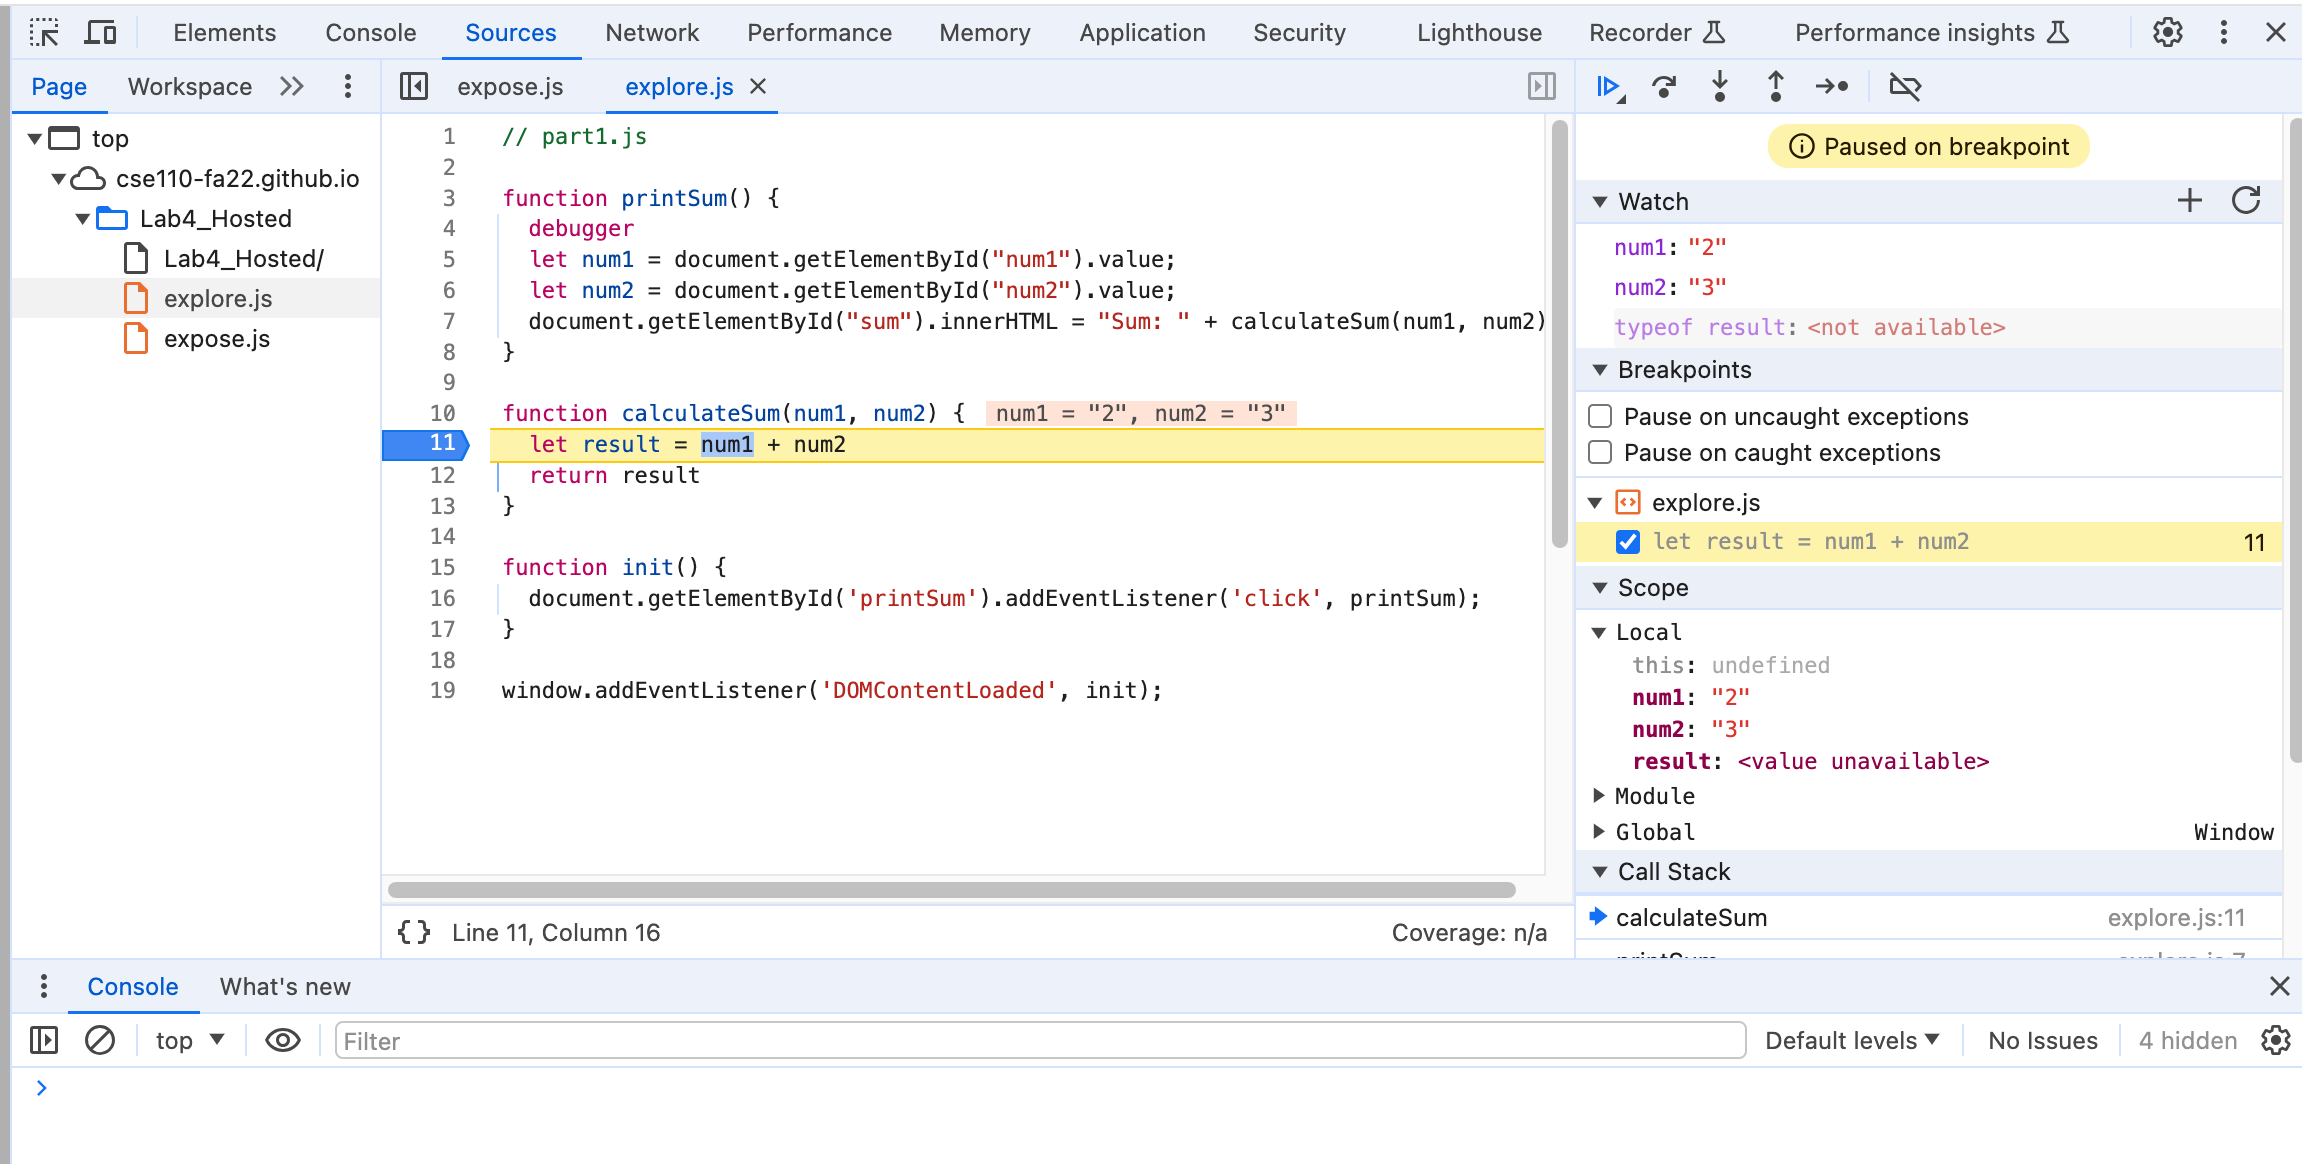 Elements Console Sources Network Performance Memory Application Security Lighthouse Recorder Performance insights
Page Workspace
expose.js explore.js
top
cse110-fa22.github.io
Lab4_Hosted
Lab4_Hosted/
explore.js
expose.js
1 // part1.js
2
3 function printSum() {
4 debugger
5 let num1 = document.getElementById("num1").value;
6 let num2 = document.getElementById("num2").value;
7 document.getElementById("sum").innerHTML = "Sum: " + calculateSum(num1, num2)
8 }
9
10 function calculateSum(num1, num2) { num1 = "2", num2 = "3"
11 let result = num1 + num2
12 return result
13 }
14
15 function init() {
16 document.getElementById('printSum').addEventListener('click', printSum);
17 }
18
19 window.addEventListener('DOMContentLoaded', init);
{} Line 11, Column 16 Coverage: n/a
Paused on breakpoint
Watch
num1: "2"
num2: "3"
typeof result: <not available>
Breakpoints
Pause on uncaught exceptions
Pause on caught exceptions
explore.js
let result = num1 + num2 11
Scope
Local
this: undefined
num1: "2"
num2: "3"
result: <value unavailable>
Module
Global Window
Call Stack
calculateSum explore.js:11
printSum explore.js:7
Console What's new
top Filter Default levels No Issues 4 hidden